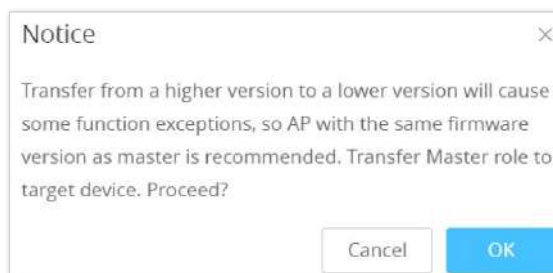 Notice
Transfer from a higher version to a lower version will cause
some function exceptions, so AP with the same firmware
version as master is recommended. Transfer Master role to
target device. Proceed?
Cancel OK